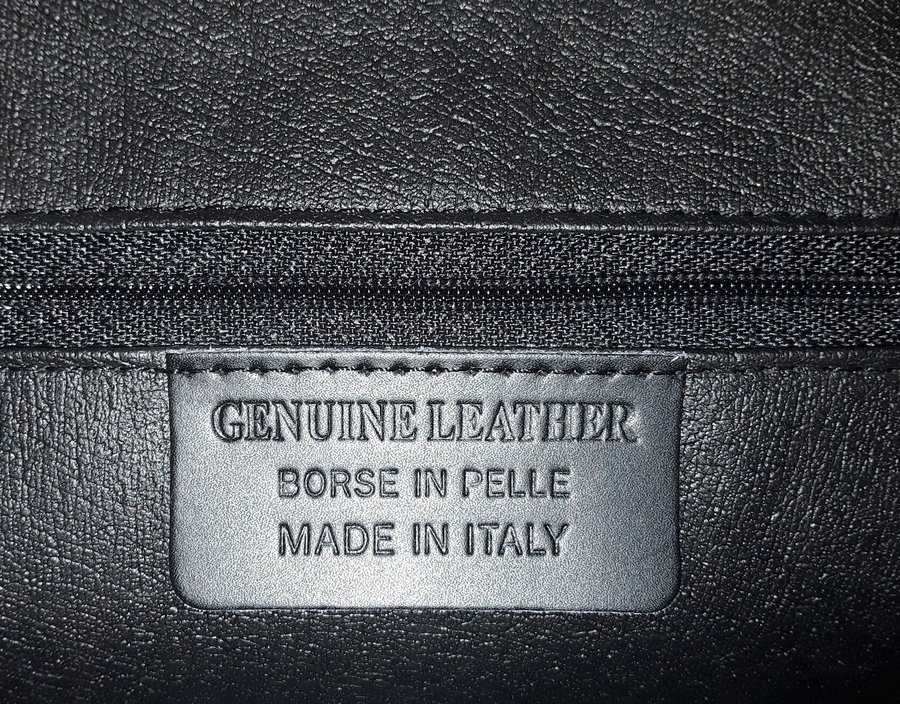 GENUINE LEATHER
BORSE IN PELLE
MADE IN ITALY